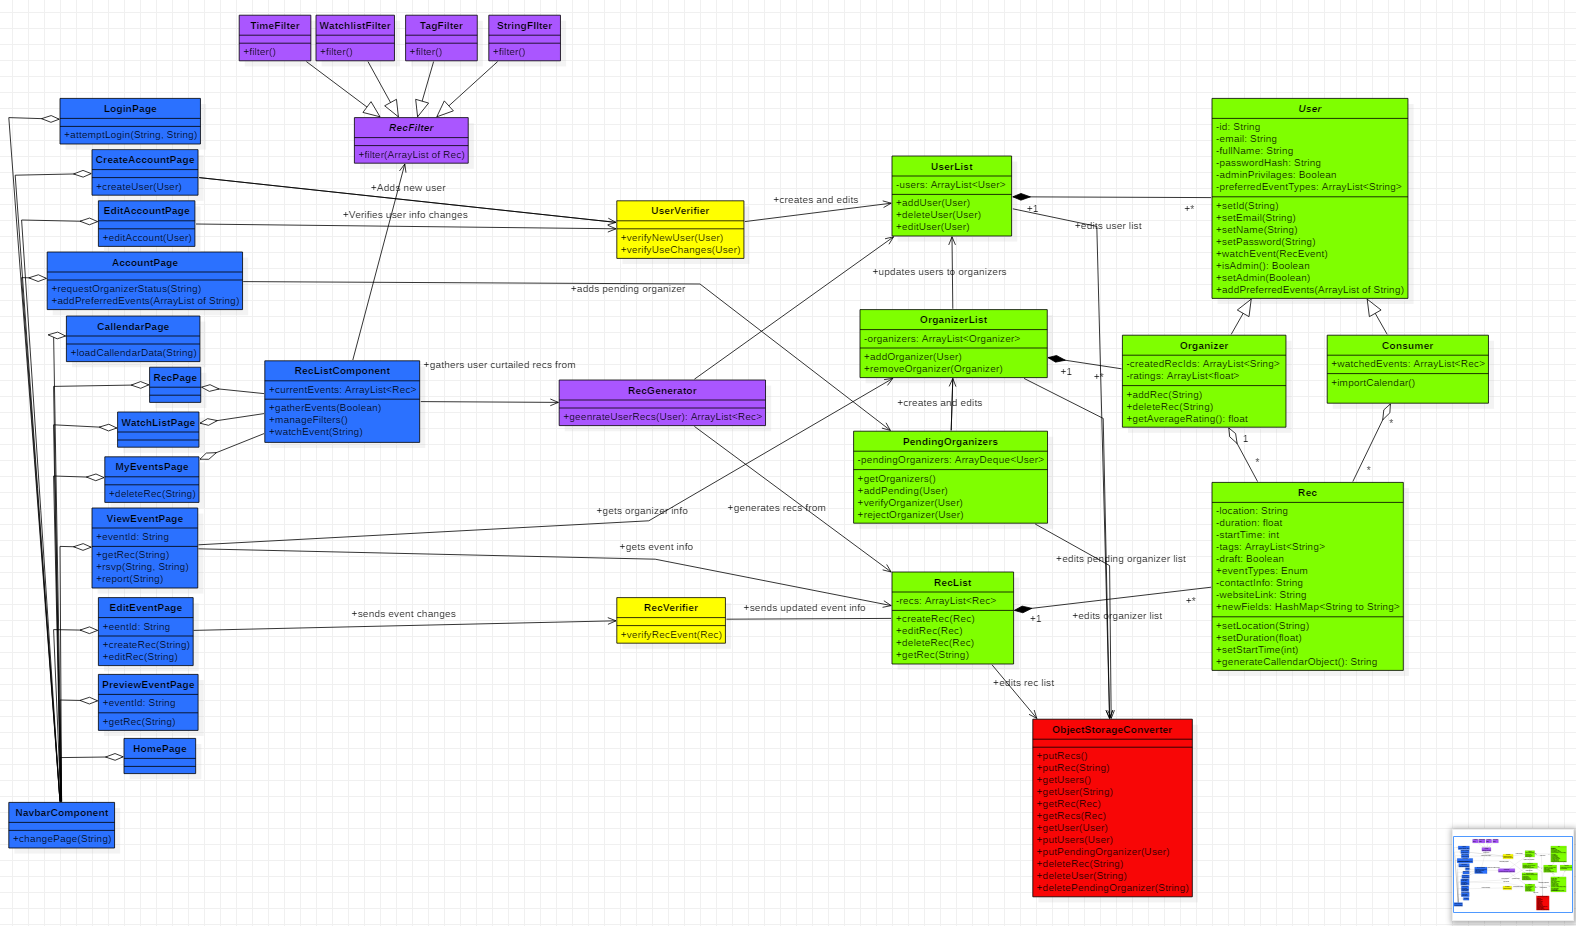 TimeFilter
+filter()
WatchlistFilter
+filter()
TagFilter
+filter()
StringFIlter
+filter()
RecFilter
+filter(ArrayList of Rec)
LoginPage
+attemptLogin(String, String)
CreateAccountPage
+createUser(User)
EditAccountPage
+editAccount(User)
AccountPage
+requestOrganizerStatus(String)
+addPreferredEvents(ArrayList of String)
CallendarPage
+loadCallendarData(String)
RecPage
WatchListPage
MyEventsPage
+deleteRec(String)
ViewEventPage
+eventId: String
+getRec(String)
+rsvp(String, String)
+report(String)
EditEventPage
+eentId: String
+createRec(String)
+editRec(String)
PreviewEventPage
+eventId: String
+getRec(String)
HomePage
NavbarComponent
+changePage(String)
RecListComponent
+currentEvents: ArrayList<Rec>
+gatherEvents(Boolean)
+manageFilters()
+watchEvent(String)
+Adds new user
+Verifies user info changes
+adds pending organizer
+gathers user curtailed recs from
+gets organizer info
+gets event info
+sends event changes
UserVerifier
+verifyNewUser(User)
+verifyUseChanges(User)
RecGenerator
+geenrateUserRecs(User): ArrayList<Rec>
RecVerifier
+verifyRecEvent(Rec)
+creates and edits
+updates users to organizers
+creates and edits
+generates recs from
+sends updated event info
UserList
-users: ArrayList<User>
+addUser(User)
+deleteUser(User)
+editUser(User)
OrganizerList
-organizers: ArrayList<Organizer>
+addOrganizer(User)
+removeOrganizer(Organizer)
PendingOrganizers
-pendingOrganizers: ArrayDeque<User>
+getOrganizers()
+addPending(User)
+verifyOrganizer(User)
+rejectOrganizer(User)
RecList
-recs: ArrayList<Rec>
+createRec(Rec)
+editRec(Rec)
+deleteRec(Rec)
+getRec(String)
+1
+*
+edits user list
+1
+*
+edits pending organizer list
+1
+*
+edits organizer list
+edits rec list
User
-id: String
-email: String
-fullName: String
-passwordHash: String
-adminPrivilages: Boolean
-preferredEventTypes: ArrayList<String>
+setId(String)
+setEmail(String)
+setName(String)
+setPassword(String)
+watchEvent(RecEvent)
+isAdmin(): Boolean
+setAdmin(Boolean)
+addPreferredEvents(ArrayList of String)
Organizer
-createdRecIds: ArrayList<Sring>
-ratings: ArrayList<float>
+addRec(String)
+deleteRec(String)
+getAverageRating(): float
Consumer
+watchedEvents: ArrayList<Rec>
+importCalendar()
1
*
*
*
Rec
-location: String
-duration: float
-startTime: int
-tags: ArrayList<String>
-draft: Boolean
+eventTypes: Enum
-contactInfo: String
-websiteLink: String
+newFields: HashMap<String to String>
+setLocation(String)
+setDuration(float)
+setStartTime(int)
+generateCallendarObject(): String
ObjectStorageConverter
+putRecs()
+putRec(String)
+getUsers()
+getUser(String)
+getRec(Rec)
+getRecs(Rec)
+getUser(User)
+putUsers(User)
+putPendingOrganizer(User)
+deleteRec(String)
+deleteUser(String)
+deletePendingOrganizer(String)